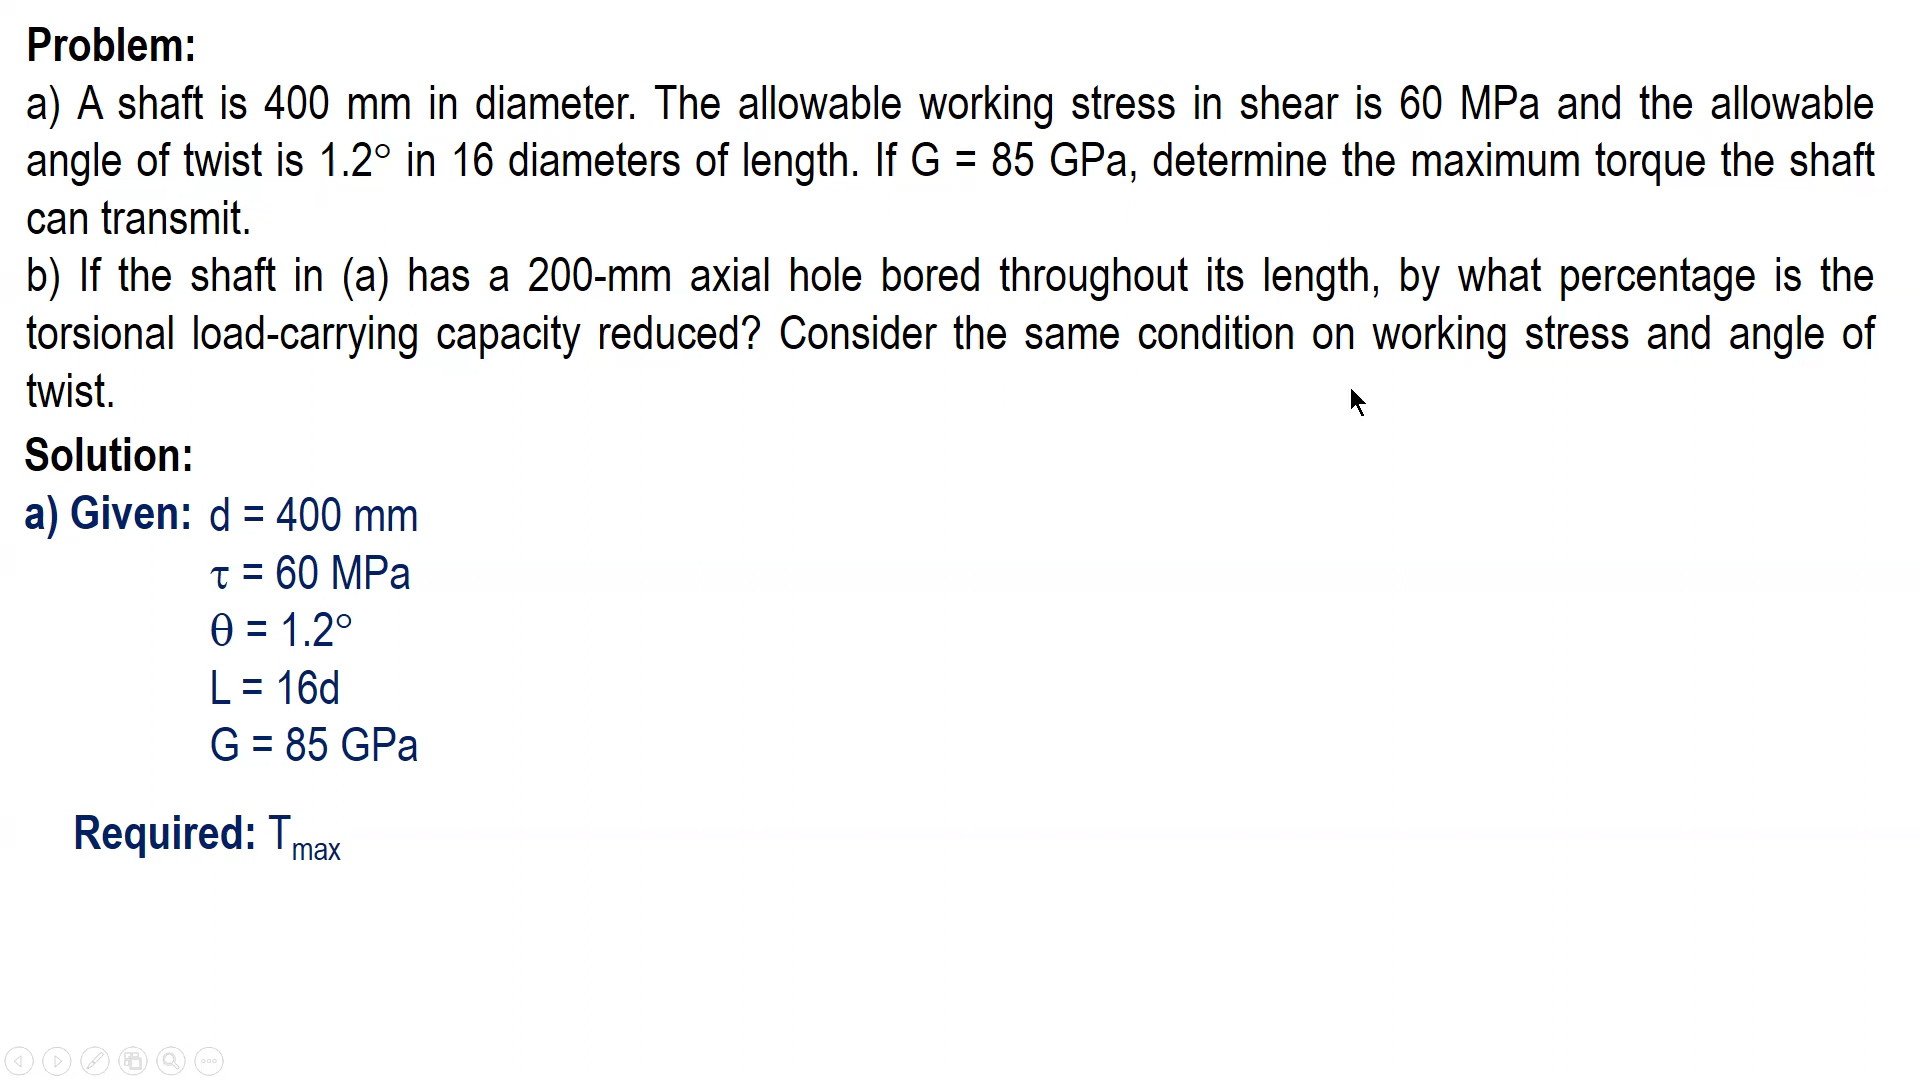 Problem:
a) A shaft is 400 mm in diameter. The allowable working stress in shear is 60 MPa and the allowable
angle of twist is 1.2° in 16 diameters of length. If G = 85 GPa, determine the maximum torque the shaft
can transmit.
b) If the shaft in (a) has a 200-mm axial hole bored throughout its length, by what percentage is the
torsional load-carrying capacity reduced? Consider the same condition on working stress and angle of
twist.
Solution:
a) Given: d = 400 mm
τ = 60 MPa
θ = 1.2°
L = 16d
G = 85 GPa
Required: Tmax